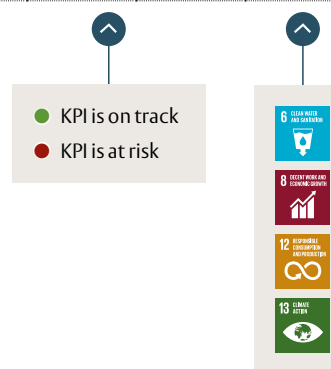 KPI is on track
KPI is at risk
6 CLEAN WATER
AND SANITATION
8 DECENT WORK AND
ECONOMIC GROWTH
12 RESPONSIBLE
CONSUMPTION
AND PRODUCTION
13 CLIMATE
ACTION